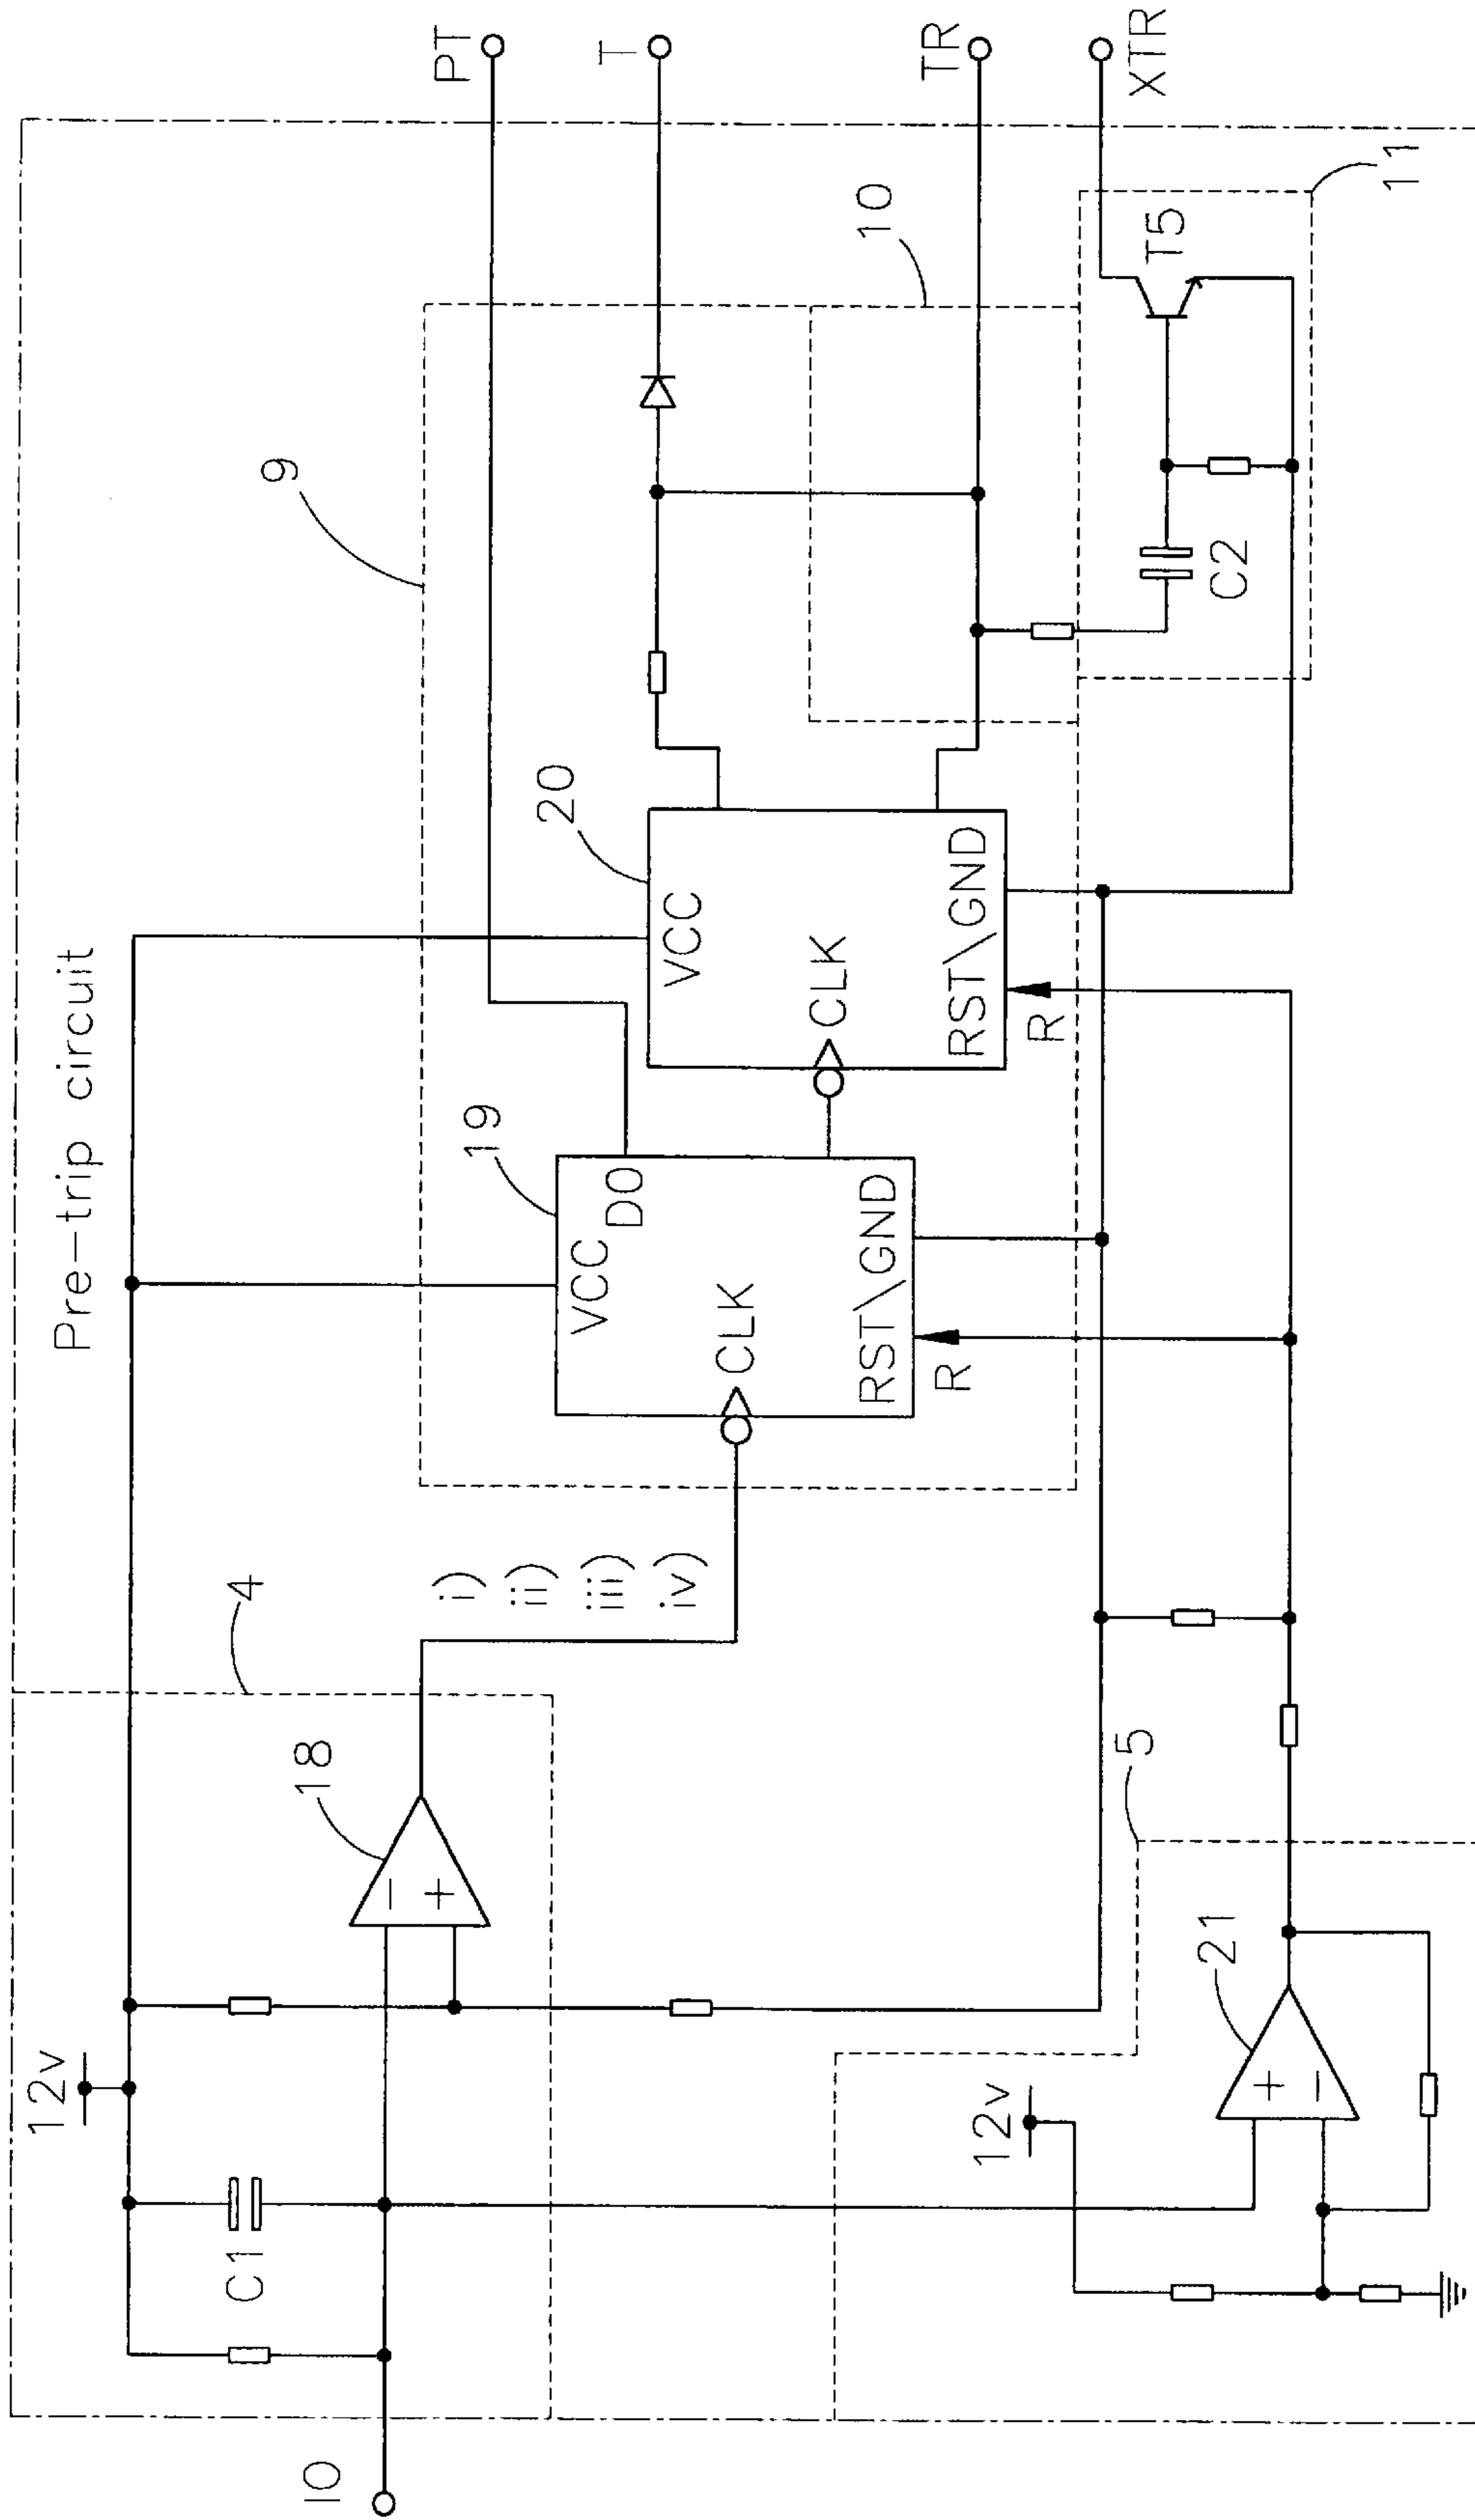 Pre-trip circuit
12v
C1
IO
18
4
i)
ii)
iii)
iv)
19
VCC
DO
CLK
RST\GND
R
20
VCC
CLK
RST\GND
R
9
10
PT
T
TR
XTR
T5
C2
11
5
12v
21